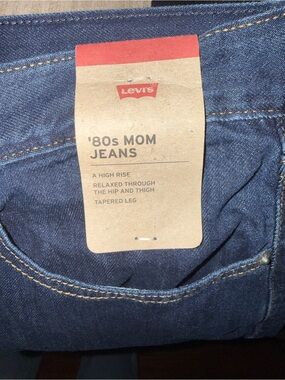 Levi's
'80s MOM
JEANS
A HIGH RISE
RELAXED THROUGH
THE HIP AND THIGH
TAPERED LEG